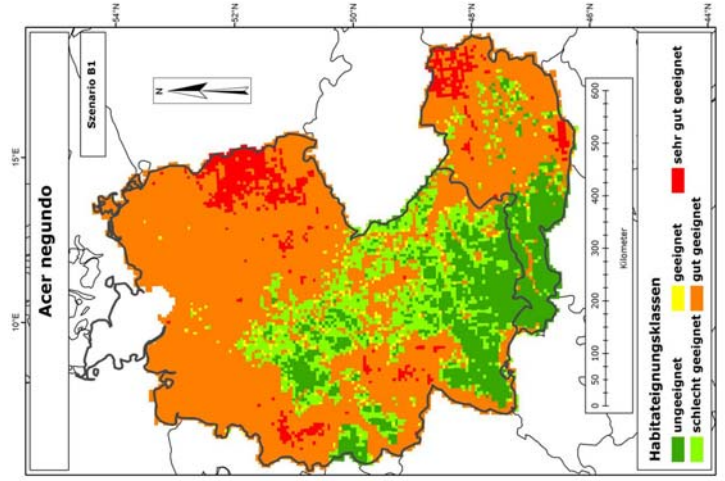 Acer negundo
Szenario B1
10°E
15°E
54°N
52°N
50°N
48°N
46°N
44°N
N
0 50 100 200 300 400 500 600
Kilometer
Habitateignungsklassen
ungeeignet
geeignet
sehr gut geeignet
schlecht geeignet
gut geeignet